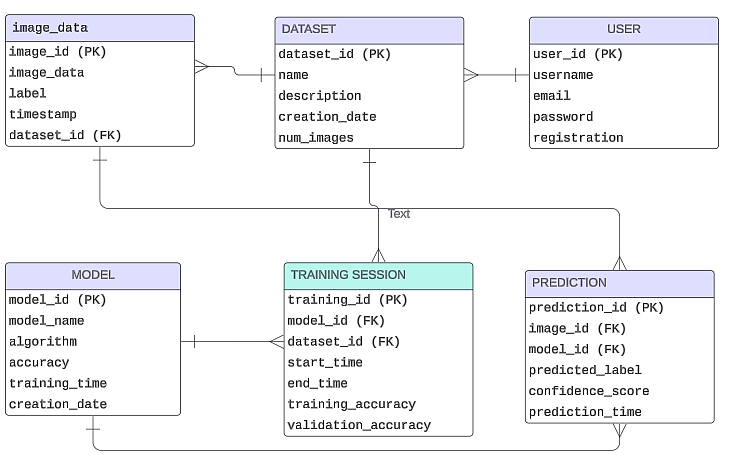 image_data
image_id (PK)
image_data
label
timestamp
dataset_id (FK)
DATASET
dataset_id (PK)
name
description
creation_date
num_images
USER
user_id (PK)
username
email
password
registration
Text
MODEL
model_id (PK)
model_name
algorithm
accuracy
training_time
creation_date
TRAINING SESSION
training_id (PK)
model_id (FK)
dataset_id (FK)
start_time
end_time
training_accuracy
validation_accuracy
PREDICTION
prediction_id (PK)
image_id (FK)
model_id (FK)
predicted_label
confidence_score
prediction_time